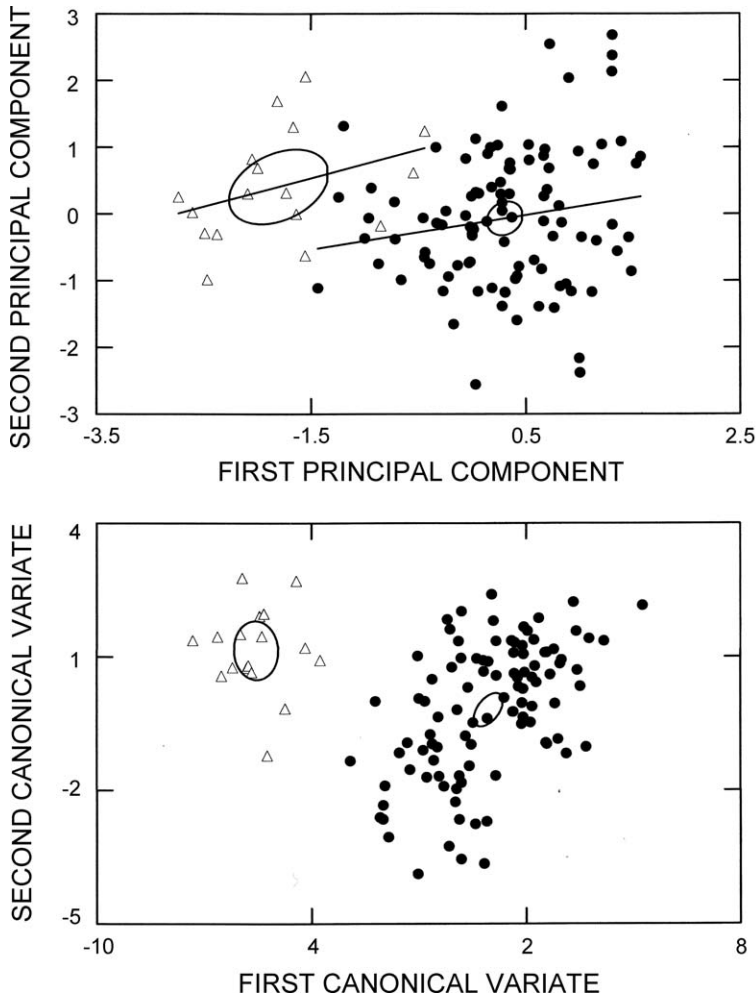 SECOND PRINCIPAL COMPONENT
3
2
1
0
-1
-2
-3
-3.5 -1.5 0.5 2.5
FIRST PRINCIPAL COMPONENT
SECOND CANONICAL VARIATE
4
1
-2
-5
-10 4 2 8
FIRST CANONICAL VARIATE